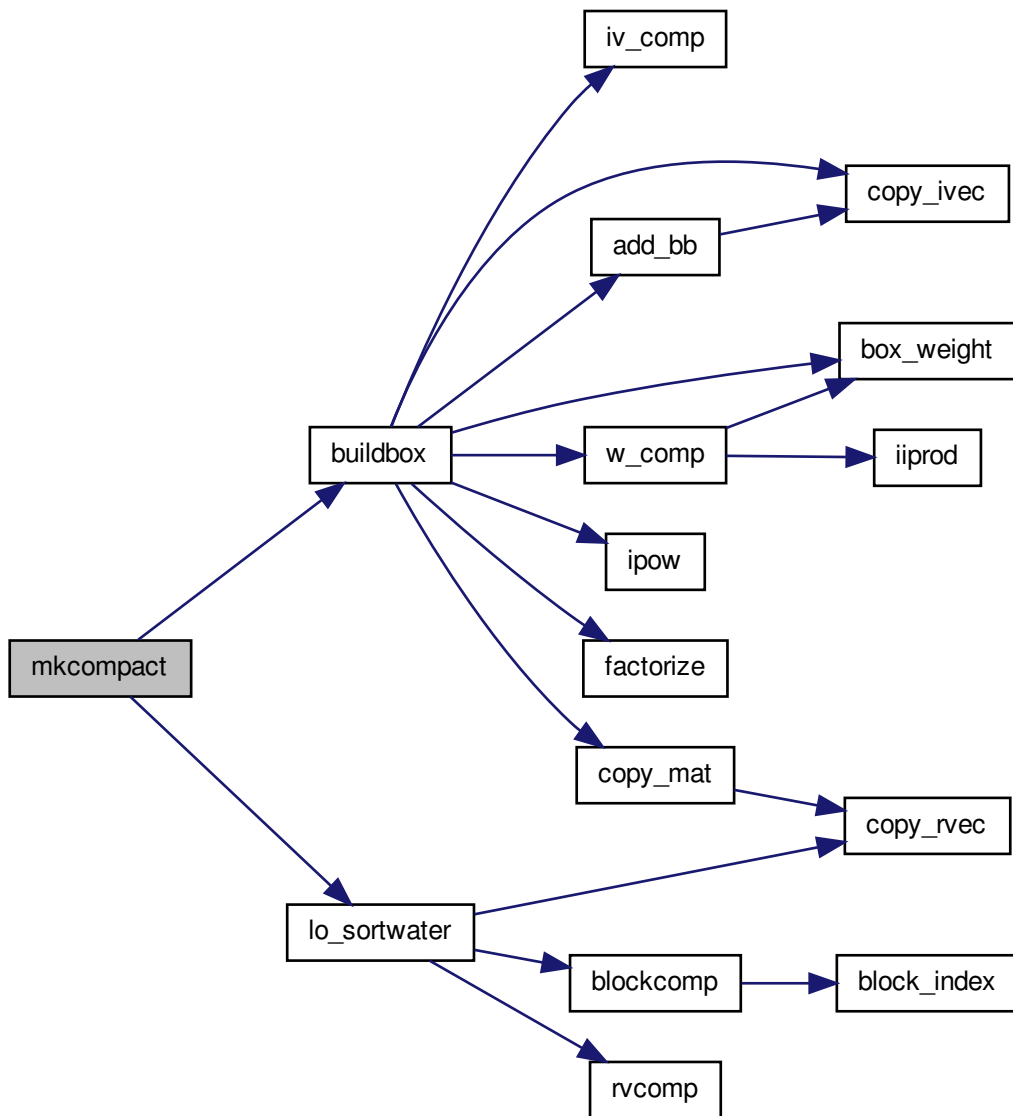 iv_comp
copy_ivec
add_bb
box_weight
buildbox
w_comp
iiprod
ipow
mkcompact
factorize
copy_mat
copy_rvec
lo_sortwater
blockcomp
block_index
rvcomp